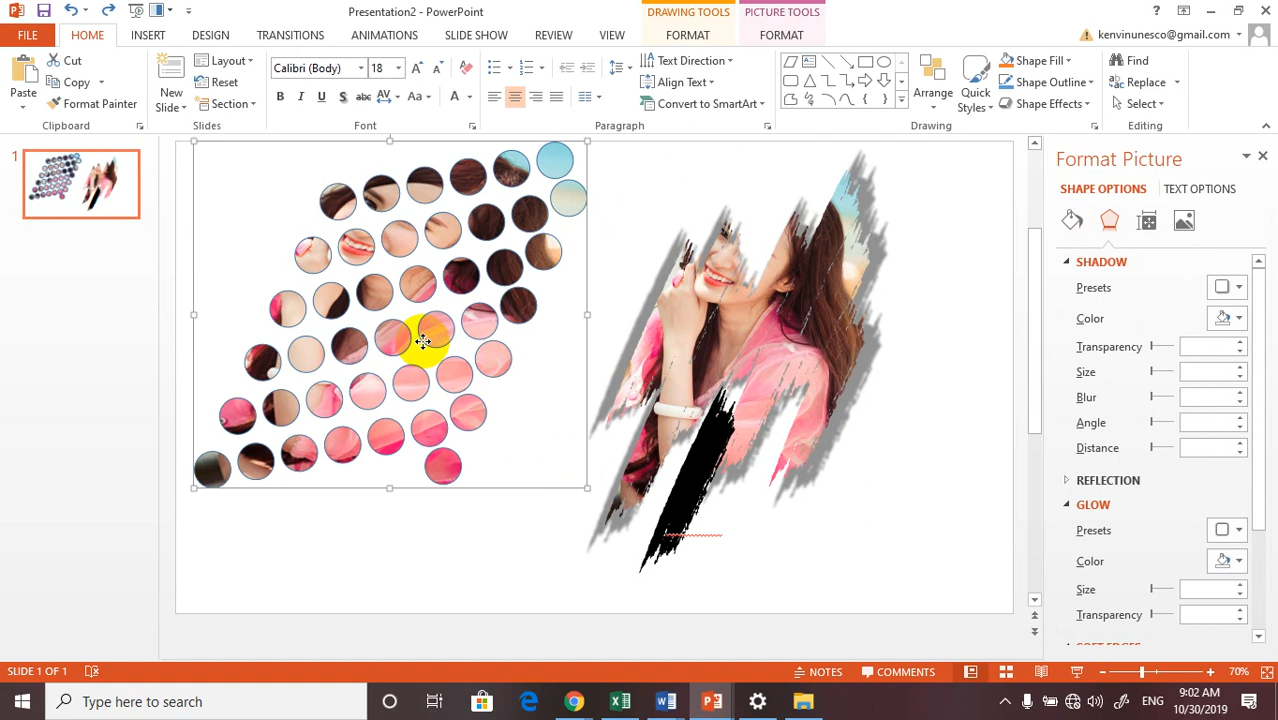 Presentation2 - PowerPoint
DRAWING TOOLS
PICTURE TOOLS
?
FILE
HOME
INSERT
DESIGN
TRANSITIONS
ANIMATIONS
SLIDE SHOW
REVIEW
VIEW
FORMAT
FORMAT
kenvinunesco@gmail.com
Paste
Cut
Copy
Format Painter
Clipboard
New
Slide
Layout
Reset
Section
Slides
Calibri (Body)
18
B I U S abc AV Aa A
Font
Text Direction
Align Text
Convert to SmartArt
Paragraph
Arrange
Quick
Styles
Shape Fill
Shape Outline
Shape Effects
Drawing
Find
Replace
Select
Editing
1
Format Picture
SHAPE OPTIONS
TEXT OPTIONS
SHADOW
Presets
Color
Transparency
Size
Blur
Angle
Distance
REFLECTION
GLOW
Presets
Color
Size
Transparency
SLIDE 1 OF 1
NOTES
COMMENTS
70%
Type here to search
ENG
9:02 AM
10/30/2019